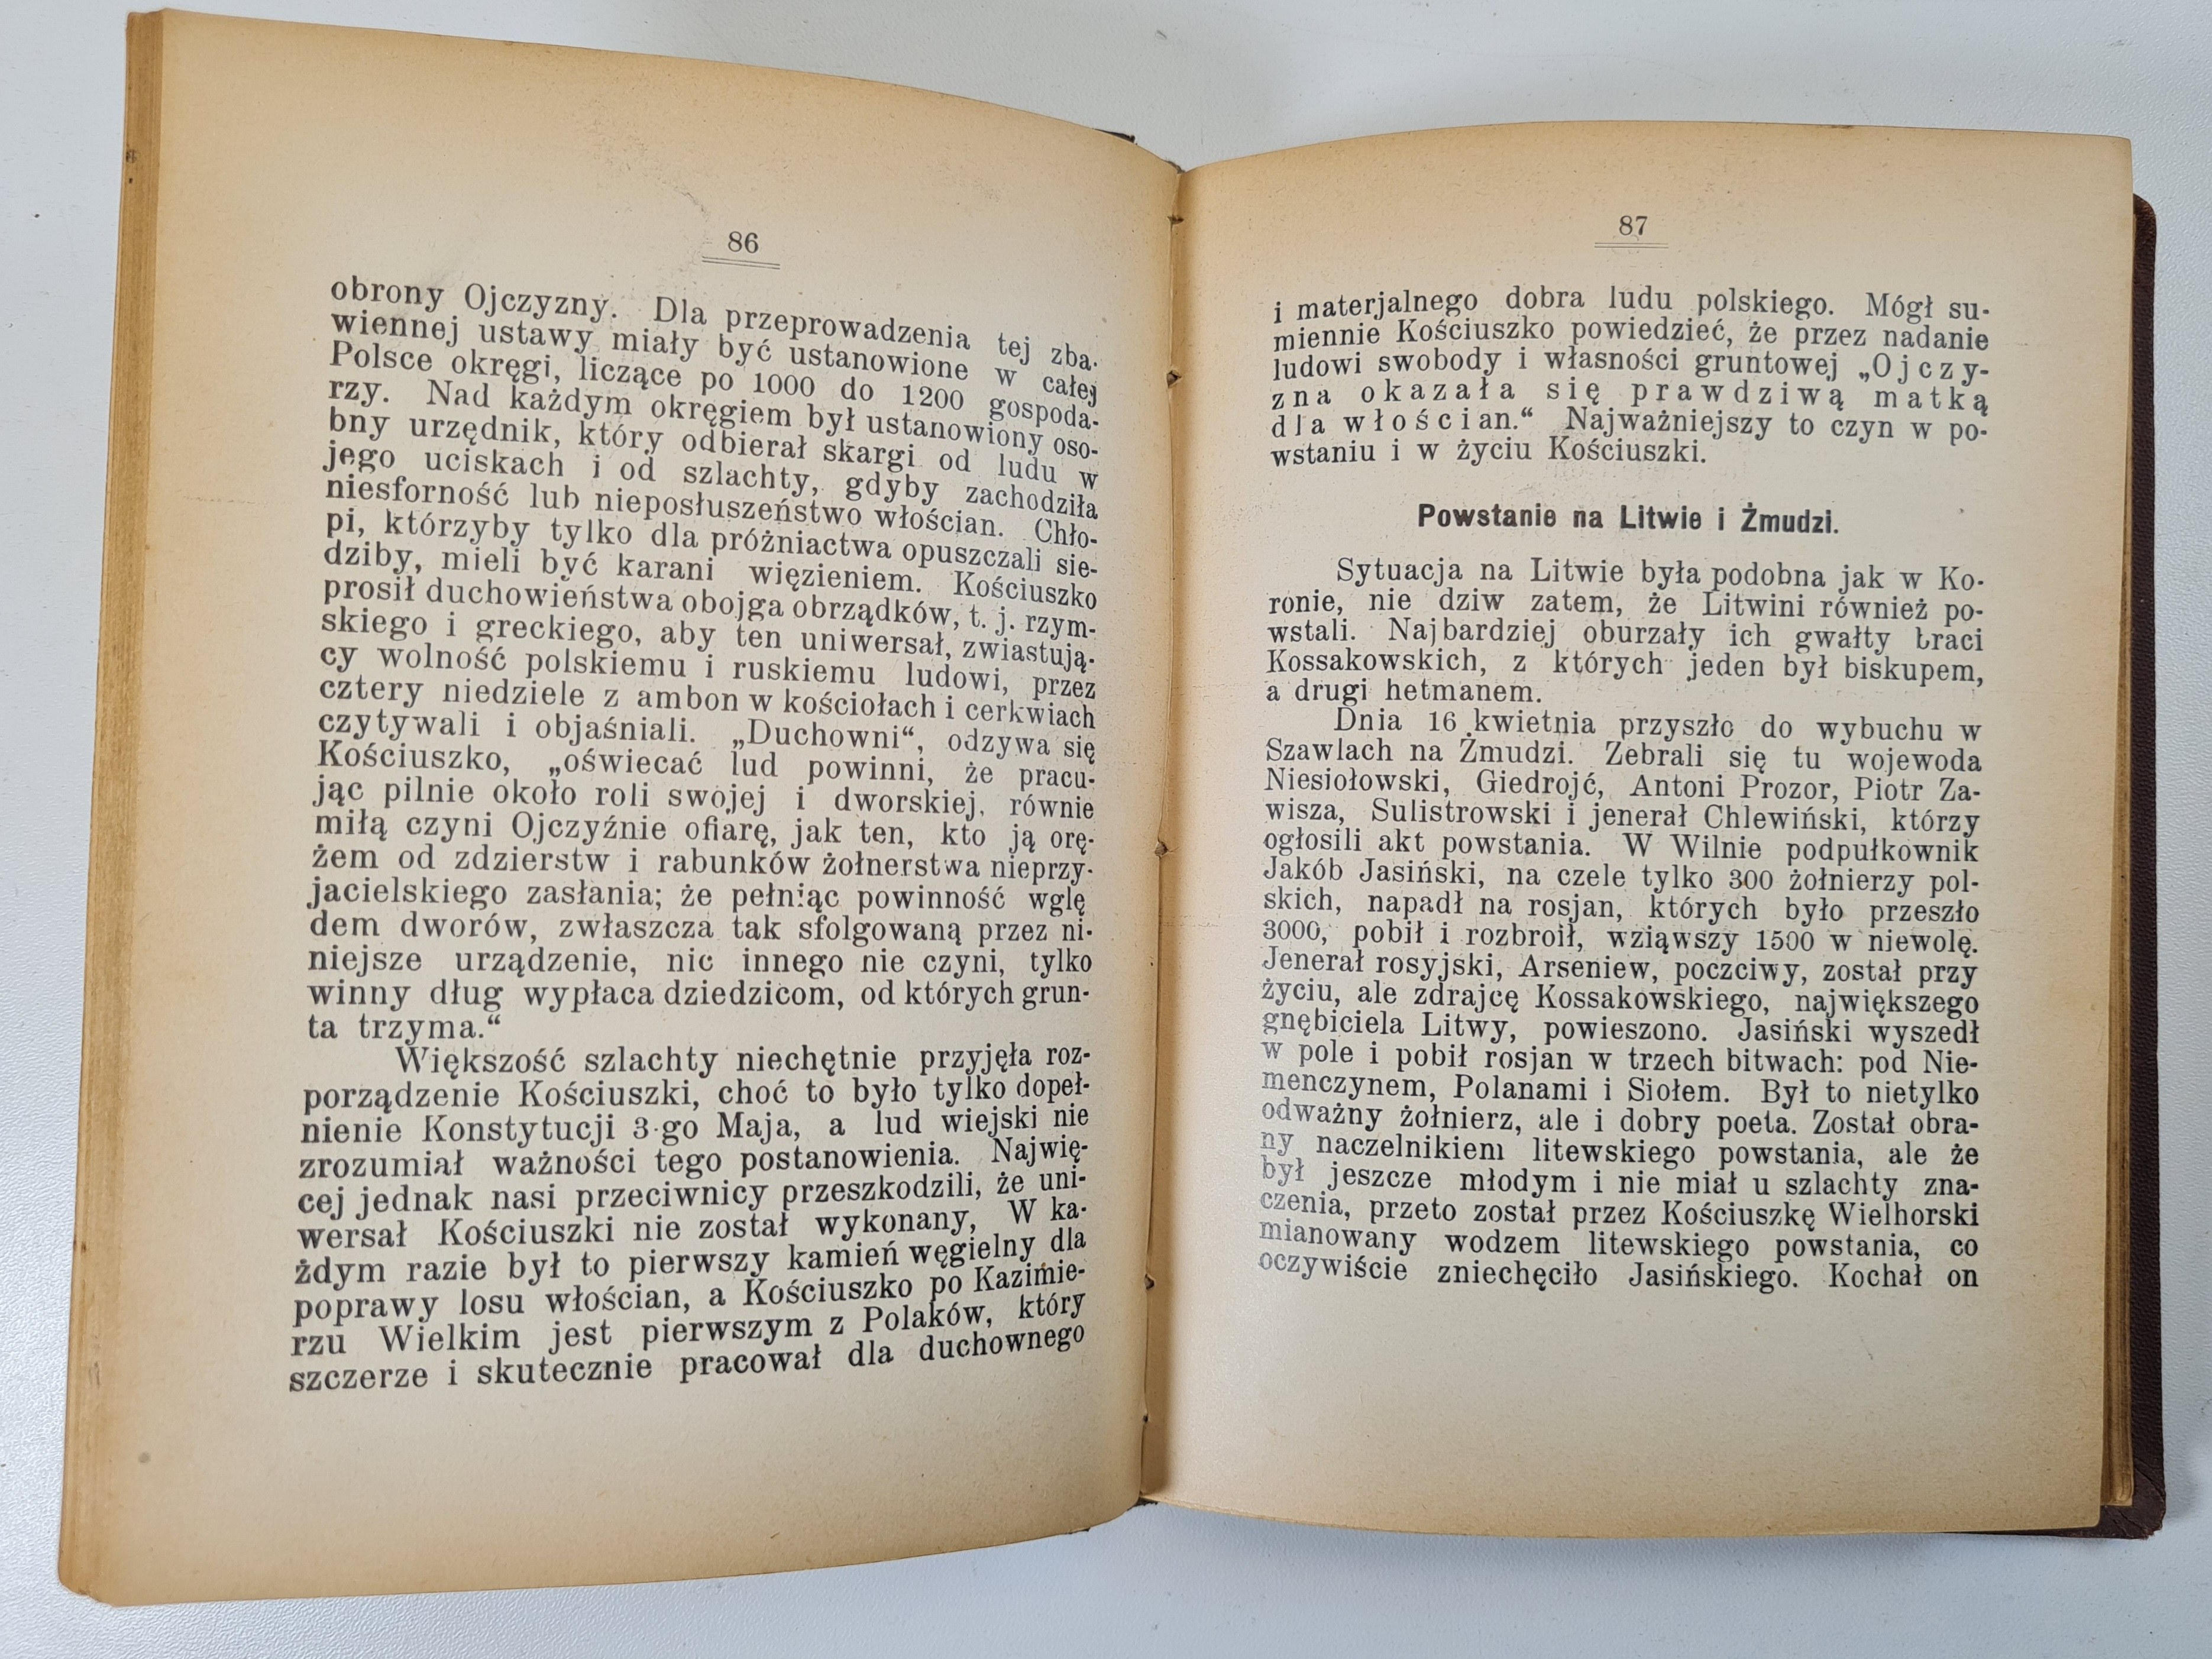 86
obrony Ojczyzny. Dla przeprowadzenia tej zba-
wiennej ustawy miały być ustanowione w całej
Polsce okręgi, liczące po 1000 do 1200 gospoda-
rzy. Nad każdym okręgiem był ustanowiony oso-
bny urzędnik, który odbierał skargi od ludu w
jego uciskach i od szlachty, gdyby zachodziła
niesforność lub nieposłuszeństwo włościan. Chło-
pi, którzyby tylko dla próżniactwa opuszczali sie-
dziby, mieli być karani więzieniem. Kościuszko
prosił duchowieństwa obojga obrządków, t. j. rzym-
skiego i greckiego, aby ten uniwersał, zwiastują-
cy wolność polskiemu i ruskiemu ludowi, przez
cztery niedziele z ambon w kościołach i cerkwiach
czytywali i objaśniali. „Duchowni“, odzywa się
Kościuszko, „oświecać lud powinni, że pracu-
jąc pilnie około roli swojej i dworskiej, równie
miłą czyni Ojczyźnie ofiarę, jak ten, kto ją orę-
żem od zdzierstw i rabunków żołnerstwa nieprzy-
jacielskiego zasłania; że pełniąc powinność wglę
dem dworów, zwłaszcza tak sfolgowaną przez ni-
niejsze urządzenie, nic innego nie czyni, tylko
winny dług wypłaca dziedzicom, od których grun-
ta trzyma.“
Większość szlachty niechętnie przyjęła roz-
porządzenie Kościuszki, choć to było tylko dopeł-
nienie Konstytucji 3-go Maja, a lud wiejski nie
zrozumiał ważności tego postanowienia. Najwię-
cej jednak nasi przeciwnicy przeszkodzili, że uni-
wersał Kościuszki nie został wykonany, W ka-
żdym razie był to pierwszy kamień węgielny dla
poprawy losu włościan, a Kościuszko po Kazimie-
rzu Wielkim jest pierwszym z Polaków, który
szczerze i skutecznie pracował dla duchownego
87
i materjalnego dobra ludu polskiego. Mógł su-
miennie Kościuszko powiedzieć, że przez nadanie
ludowi swobody i własności gruntowej „Ojczy-
zna okazała się prawdziwą matką
dla włościan.“ Najważniejszy to czyn w po-
wstaniu i w życiu Kościuszki.
Powstanie na Litwie i Żmudzi.
Sytuacja na Litwie była podobna jak w Ko-
ronie, nie dziw zatem, że Litwini również po-
wstali. Najbardziej oburzały ich gwałty braci
Kossakowskich, z których jeden był biskupem,
a drugi hetmanem.
Dnia 16 kwietnia przyszło do wybuchu w
Szawlach na Żmudzi. Zebrali się tu wojewoda
Niesiołowski, Giedrojć, Antoni Prozor, Piotr Za-
wisza, Sulistrowski i jenerał Chlewiński, którzy
ogłosili akt powstania. W Wilnie podpułkownik
Jakób Jasiński, na czele tylko 300 żołnierzy pol-
skich, napadł na rosjan, których było przeszło
3000, pobił i rozbroił, wziąwszy 1500 w niewolę.
Jenerał rosyjski, Arseniew, poczciwy, został przy
życiu, ale zdrajcę Kossakowskiego, największego
gnębiciela Litwy, powieszono. Jasiński wyszedł
w pole i pobił rosjan w trzech bitwach: pod Nie-
menczynem, Polanami i Siołem. Był to nietylko
odważny żołnierz, ale i dobry poeta. Został obra-
ny naczelnikiem litewskiego powstania, ale że
był jeszcze młodym i nie miał u szlachty zna-
czenia, przeto został przez Kościuszkę Wielhorski
mianowany wodzem litewskiego powstania, co
oczywiście zniechęciło Jasińskiego. Kochał on